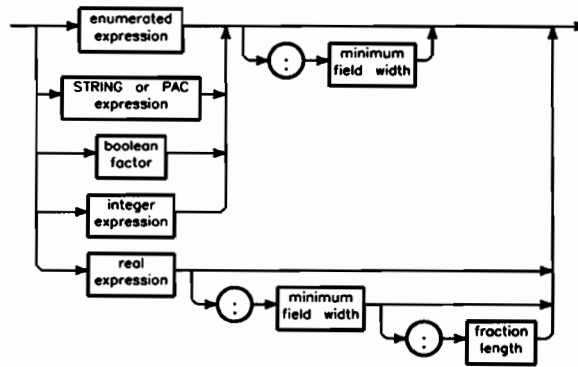 enumerated
expression
:
minimum
field width
STRING or PAC
expression
boolean
factor
integer
expression
real
expression
:
minimum
field width
:
fraction
length